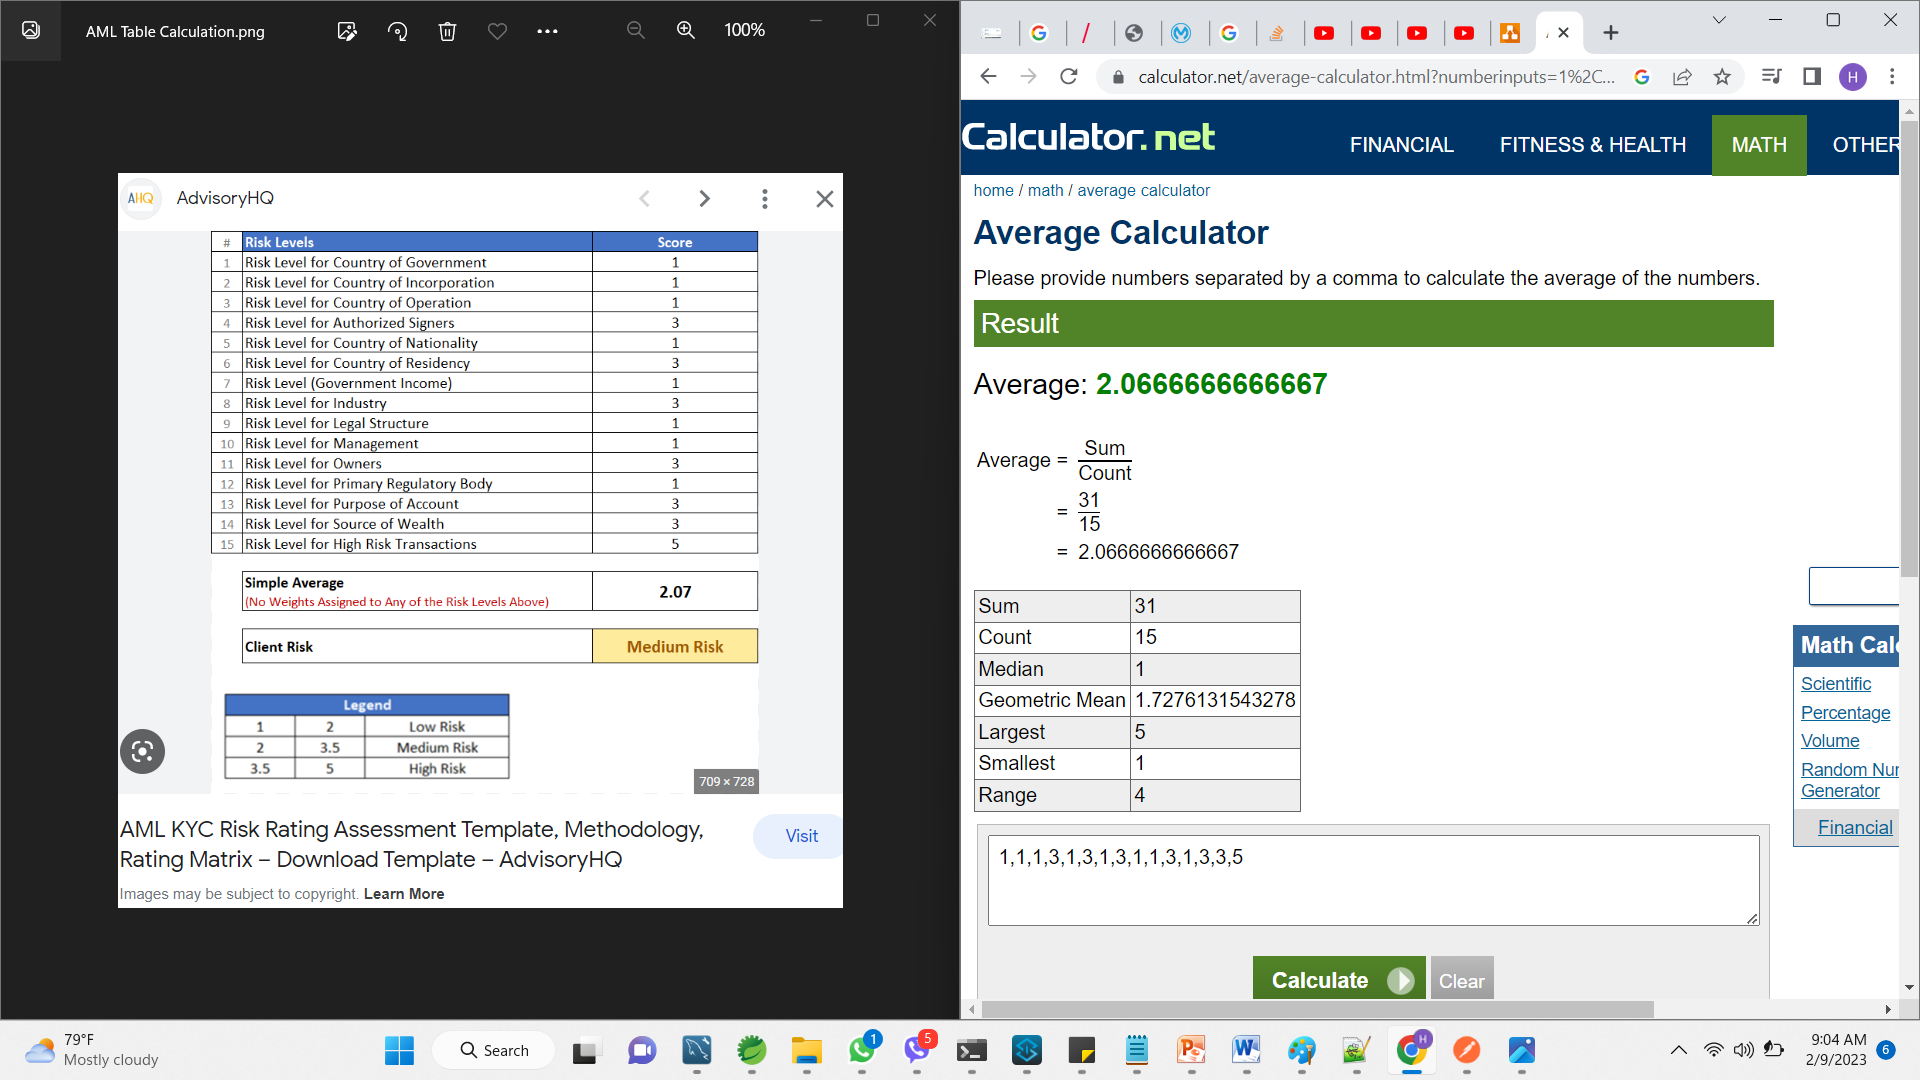 AML Table Calculation.png
100%
AHQ AdvisoryHQ
# Risk Levels Score
1 Risk Level for Country of Government 1
2 Risk Level for Country of Incorporation 1
3 Risk Level for Country of Operation 1
4 Risk Level for Authorized Signers 3
5 Risk Level for Country of Nationality 1
6 Risk Level for Country of Residency 3
7 Risk Level (Government Income) 1
8 Risk Level for Industry 3
9 Risk Level for Legal Structure 1
10 Risk Level for Management 1
11 Risk Level for Owners 3
12 Risk Level for Primary Regulatory Body 1
13 Risk Level for Purpose of Account 3
14 Risk Level for Source of Wealth 3
15 Risk Level for High Risk Transactions 5
Simple Average
(No Weights Assigned to Any of the Risk Levels Above)
2.07
Client Risk Medium Risk
Legend
1 2 Low Risk
2 3.5 Medium Risk
3.5 5 High Risk
709 × 728
AML KYC Risk Rating Assessment Template, Methodology,
Rating Matrix – Download Template – AdvisoryHQ
Visit
Images may be subject to copyright. Learn More
calculator.net/average-calculator.html?numberinputs=1%2C...
H
Calculator.net
FINANCIAL FITNESS & HEALTH MATH OTHER
home / math / average calculator
Average Calculator
Please provide numbers separated by a comma to calculate the average of the numbers.
Result
Average: 2.0666666666667
Average = Sum
Count
= 31
15
= 2.0666666666667
Sum 31
Count 15
Median 1
Geometric Mean 1.7276131543278
Largest 5
Smallest 1
Range 4
1,1,1,3,1,3,1,3,1,1,3,1,3,3,5
Calculate Clear
Math Calc
Scientific
Percentage
Volume
Random Num
Generator
Financial
79°F
Mostly cloudy
Search
1
5
H
9:04 AM
2/9/2023
6